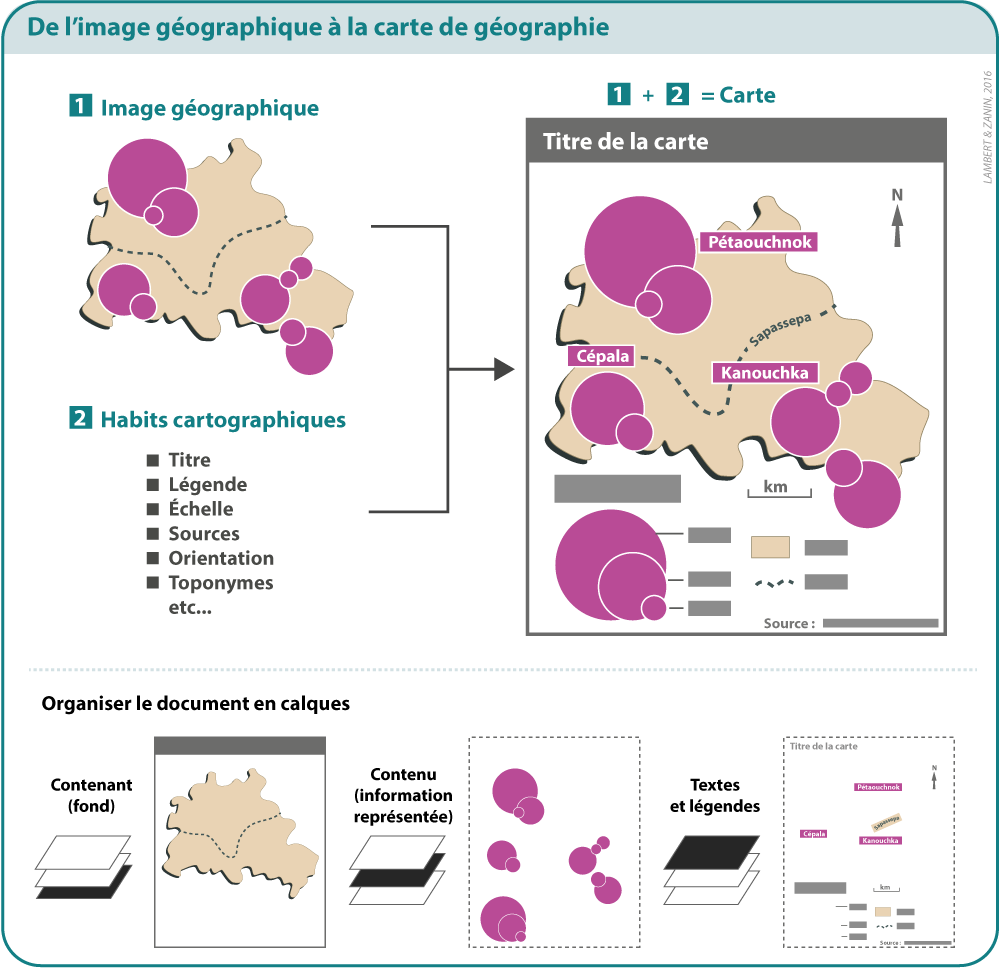 De l’image géographique à la carte de géographie
LAMBERT & ZANIN, 2016
1 Image géographique
2 Habits cartographiques
■ Titre
■ Légende
■ Échelle
■ Sources
■ Orientation
■ Toponymes
etc...
1 + 2 = Carte
Titre de la carte
N
Pétaouchnok
Sapassepa
Cépala
Kanouchka
km
Source :
Organiser le document en calques
Contenant
(fond)
Contenu
(information
représentée)
Textes
et légendes
Titre de la carte
N
Pétaouchnok
Sapassepa
Cépala
Kanouchka
km
Source :